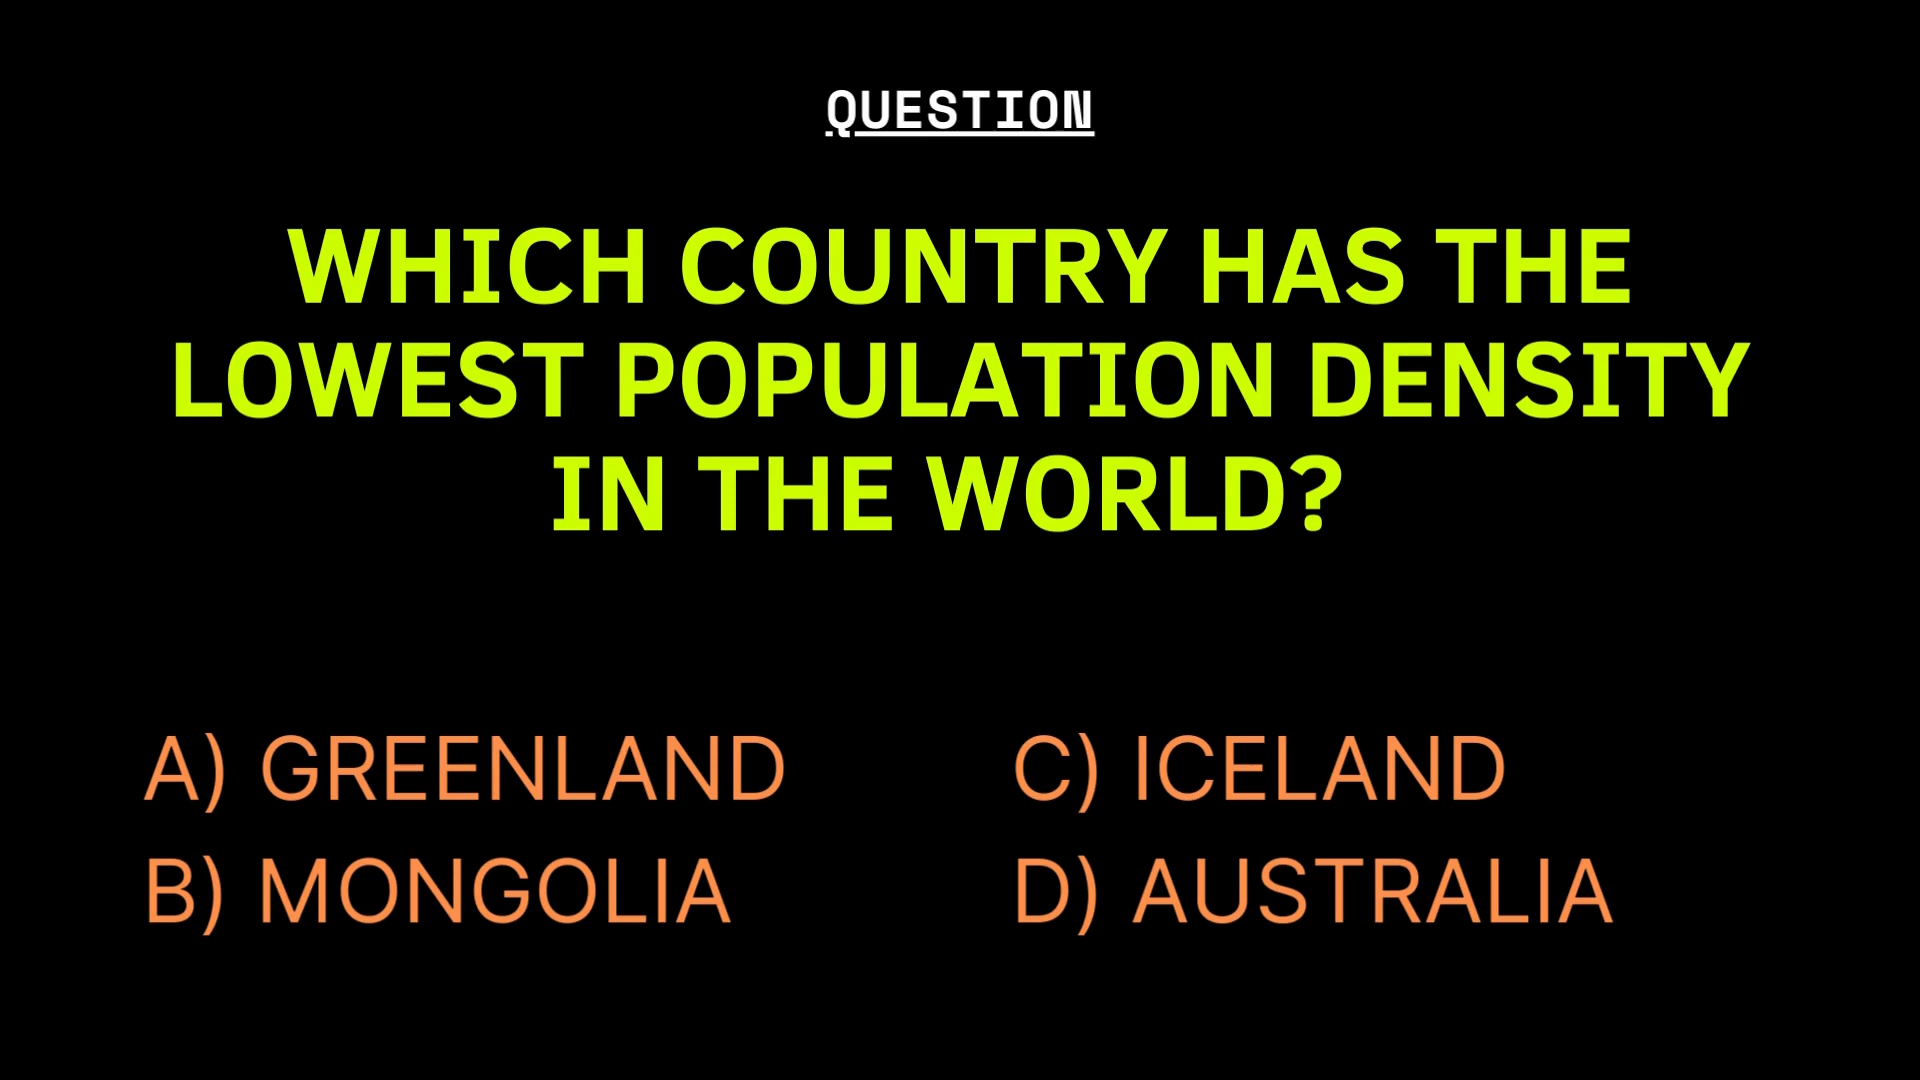 QUESTION
WHICH COUNTRY HAS THE
LOWEST POPULATION DENSITY
IN THE WORLD?
A) GREENLAND
B) MONGOLIA
C) ICELAND
D) AUSTRALIA